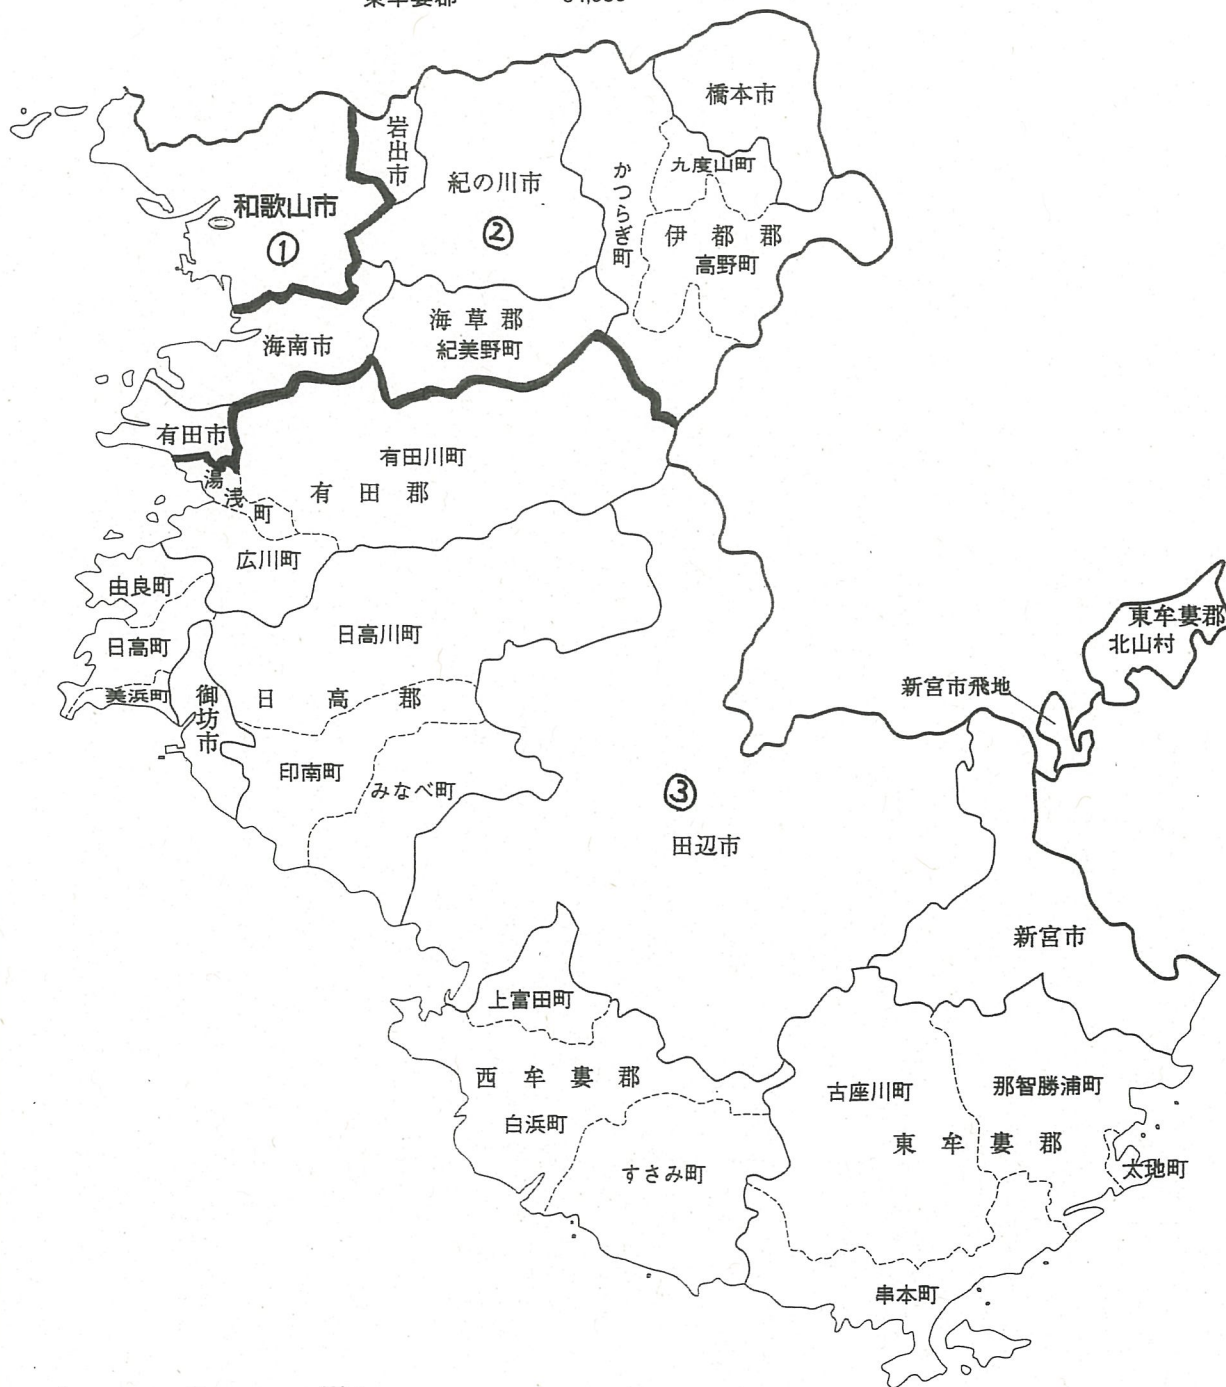 橋本市
岩出市
九度山町
紀の川市
かつらぎ町
和歌山市
②
伊都郡
①
高野町
海草郡
海南市
紀美野町
有田市
有田川町
湯浅町
有田郡
広川町
由良町
東牟婁郡
日高川町
北山村
日高町
新宮市飛地
美浜町
御坊市
日高郡
印南町
みなべ町
③
田辺市
新宮市
上富田町
西牟婁郡
古座川町
那智勝浦町
白浜町
東牟婁郡
すさみ町
太地町
串本町